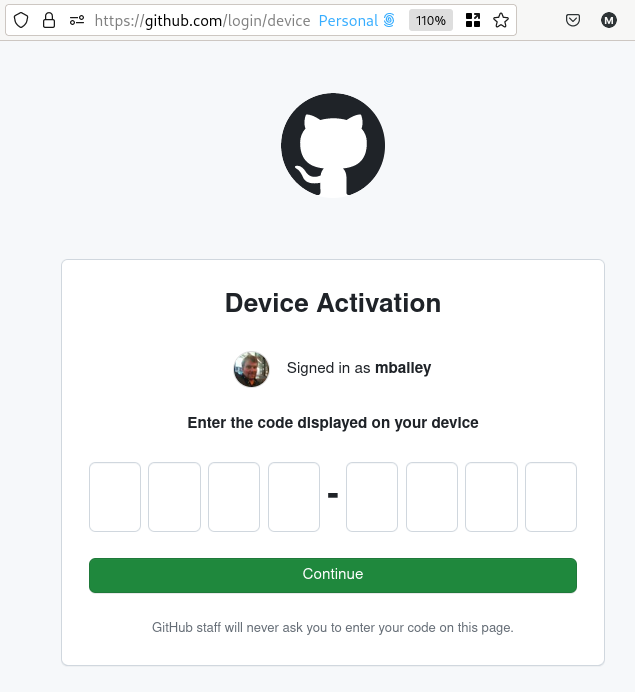 https://github.com/login/device Personal 110% M
Device Activation
Signed in as mbailey
Enter the code displayed on your device
-
Continue
GitHub staff will never ask you to enter your code on this page.